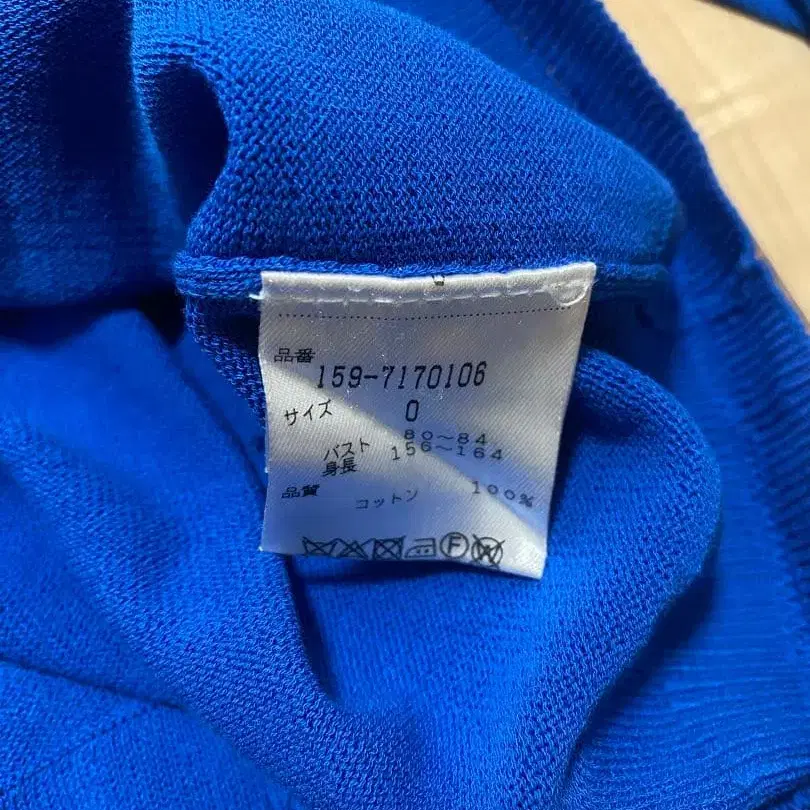 品番
159-7170106
サイズ 0
バスト 80~84
身長 156~164
品質 コットン 100%
F W